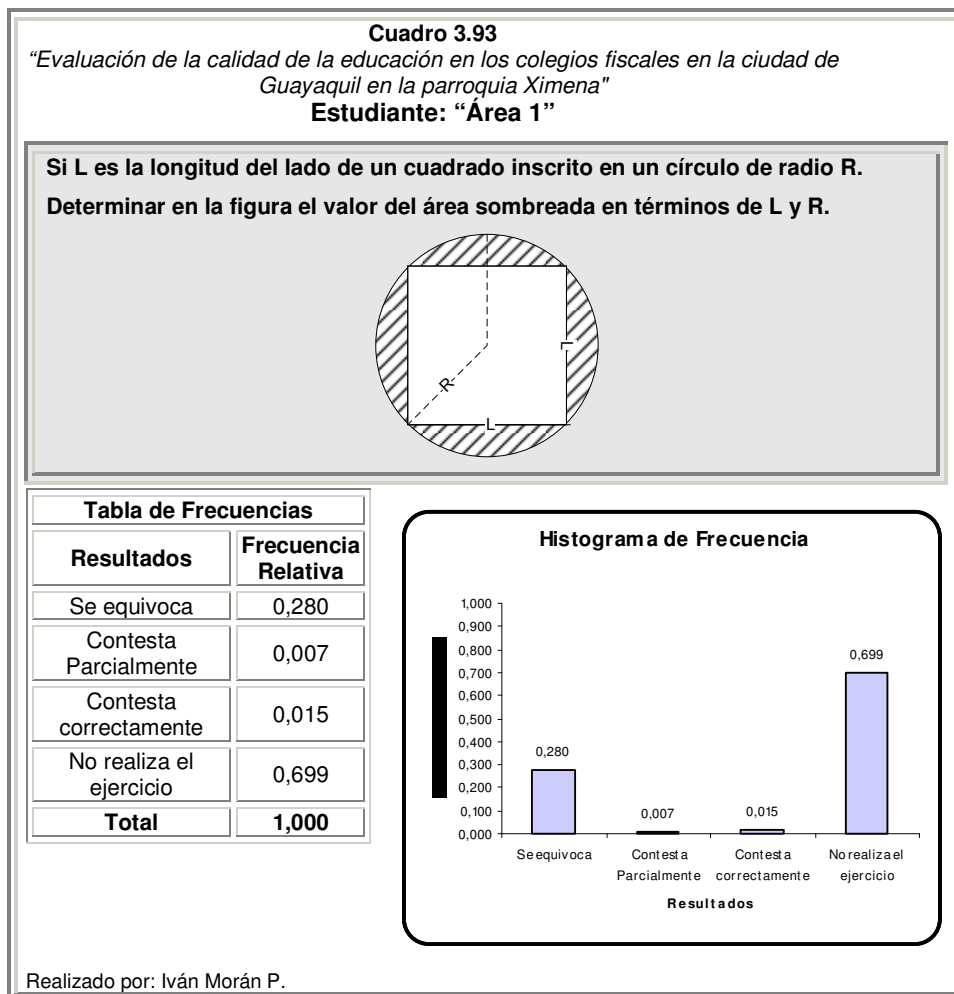 Cuadro 3.93
“Evaluación de la calidad de la educación en los colegios fiscales en la ciudad de
Guayaquil en la parroquia Ximena"
Estudiante: “Área 1”
Si L es la longitud del lado de un cuadrado inscrito en un círculo de radio R.
Determinar en la figura el valor del área sombreada en términos de L y R.
L
R
L
Tabla de Frecuencias
Resultados
Frecuencia
Relativa
Se equivoca
0,280
Contesta
Parcialmente
0,007
Contesta
correctamente
0,015
No realiza el
ejercicio
0,699
Total
1,000
Histograma de Frecuencia
1,000
0,900
0,800
0,700
0,600
0,500
0,400
0,300
0,200
0,100
0,000
0,280
0,007
0,015
0,699
Se equivoca
Contesta
Parcialmente
Contesta
correctamente
No realiza el
ejercicio
Resultados
Realizado por: Iván Morán P.